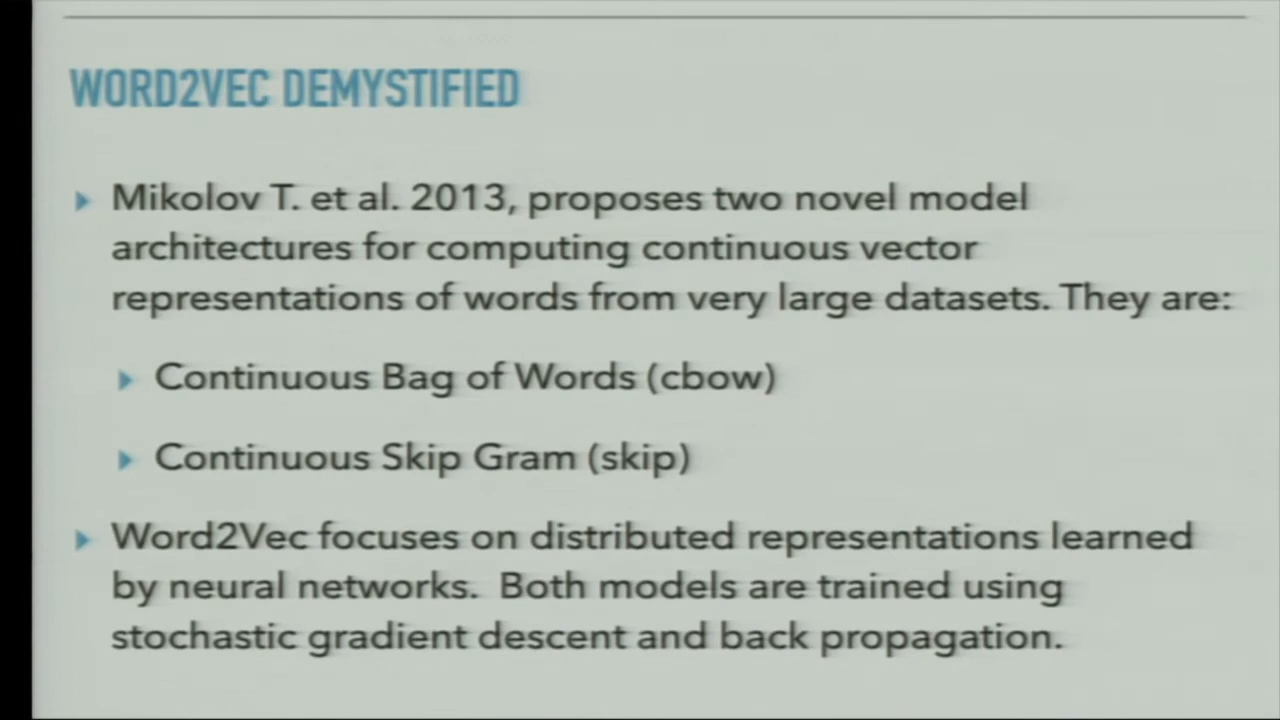 WORD2VEC DEMYSTIFIED
Mikolov T. et al. 2013, proposes two novel model
architectures for computing continuous vector
representations of words from very large datasets. They are:
Continuous Bag of Words (cbow)
Continuous Skip Gram (skip)
Word2Vec focuses on distributed representations learned
by neural networks. Both models are trained using
stochastic gradient descent and back propagation.